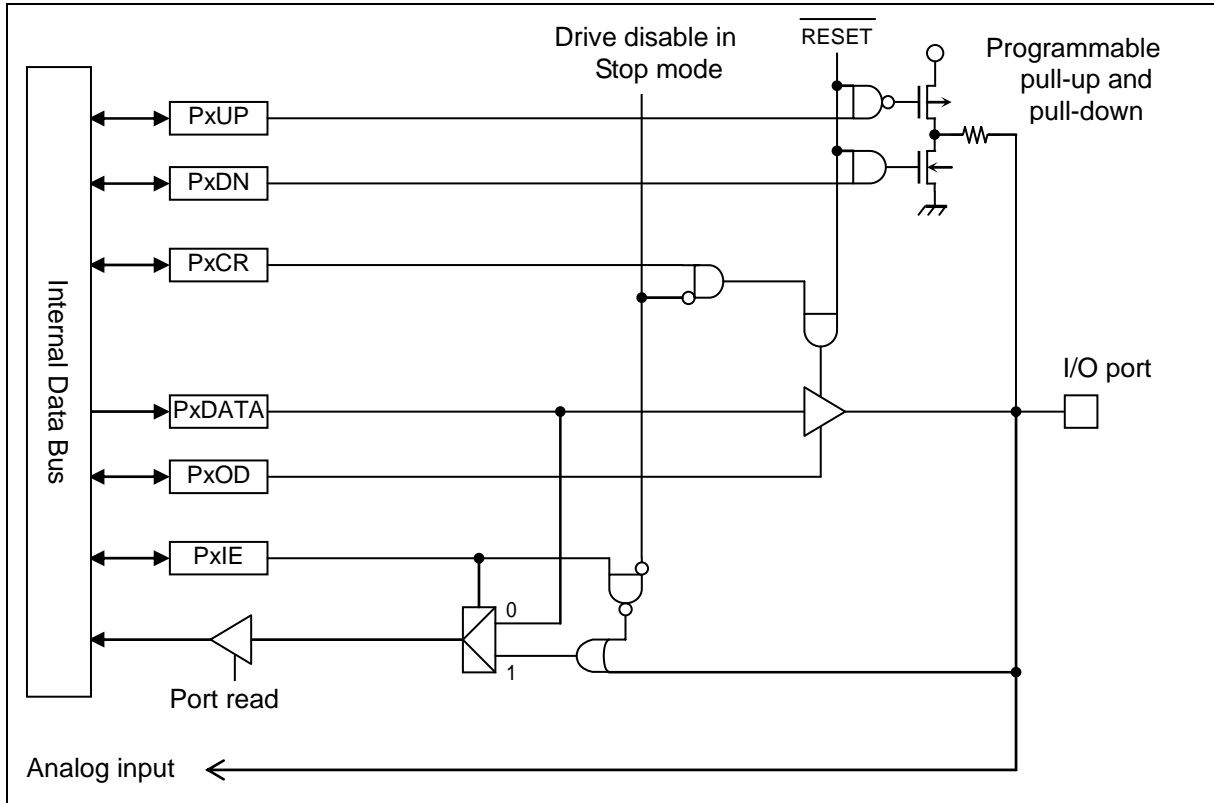 Drive disable in
Stop mode
RESET
Programmable
pull-up and
pull-down
PxUP
PxDN
PxCR
Internal Data Bus
I/O port
PxDATA
PxOD
PxIE
0
1
Port read
Analog input